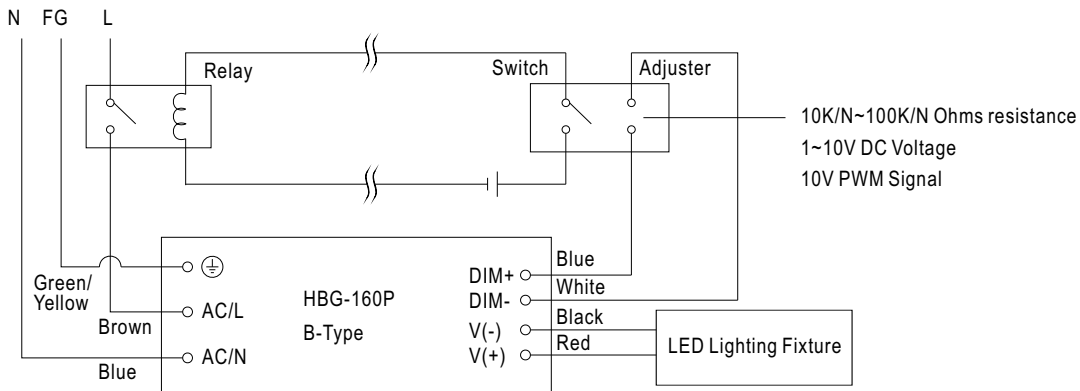 N FG L
Relay
Switch
Adjuster
10K/N~100K/N Ohms resistance
1~10V DC Voltage
10V PWM Signal
Green/
Yellow
Brown
Blue
AC/L
AC/N
HBG-160P
B-Type
DIM+
DIM-
V(-)
V(+)
Blue
White
Black
Red
LED Lighting Fixture